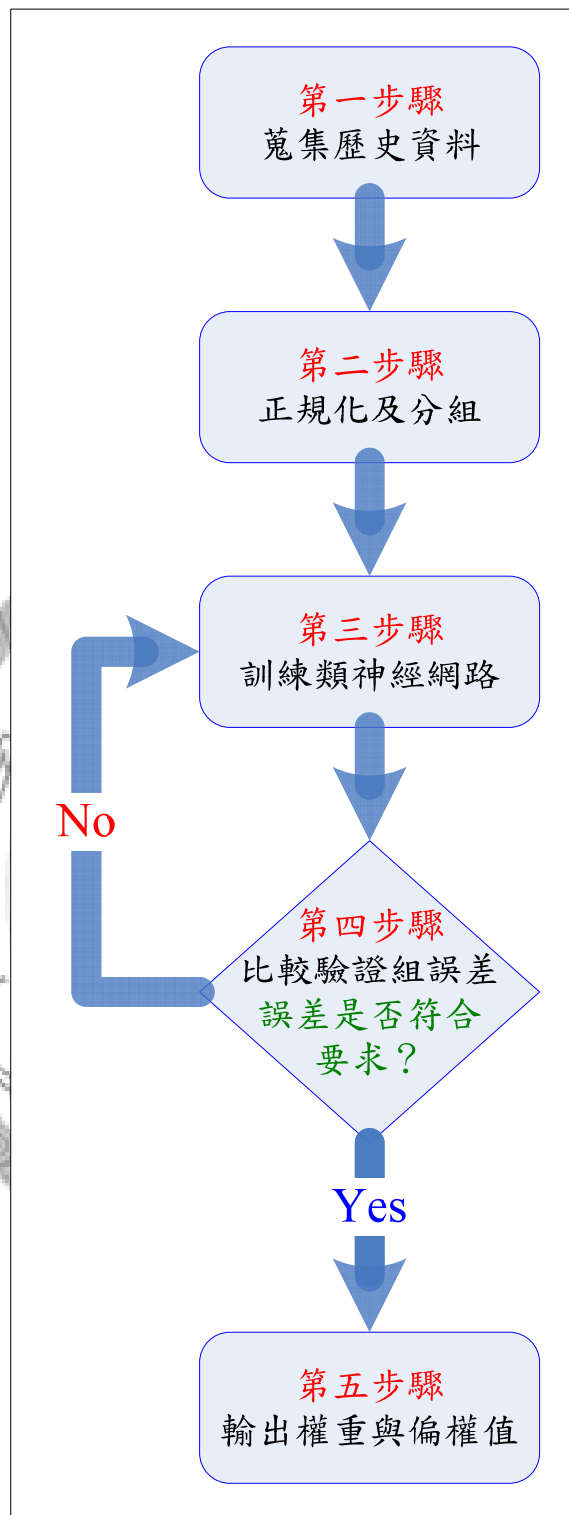 第一步驟
蒐集歷史資料
第二步驟
正規化及分組
第三步驟
訓練類神經網路
No
第四步驟
比較驗證組誤差
誤差是否符合
要求？
Yes
第五步驟
輸出權重與偏權值